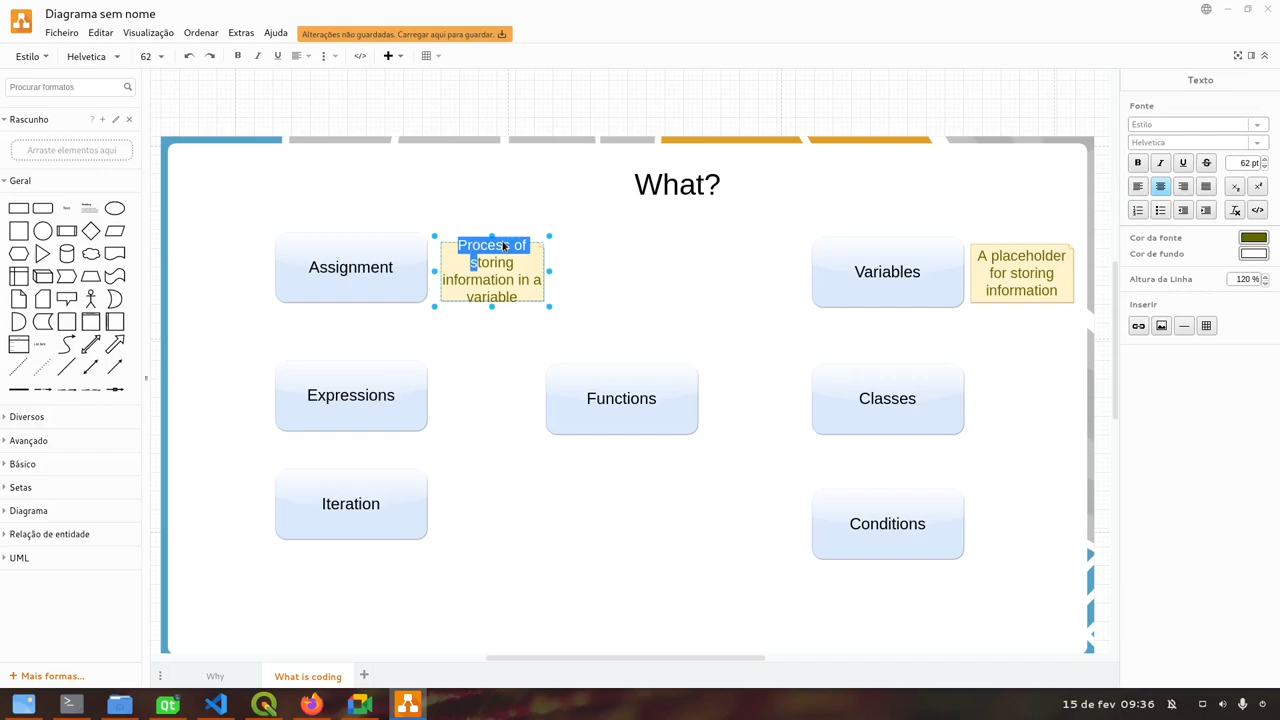 Diagrama sem nome
Ficheiro Editar Visualização Ordenar Extras Ajuda Alterações não guardadas. Carregar aqui para guardar.
Estilo Helvetica 62 B I U
Procurar formatos
Rascunho ?
Arraste elementos aqui
Geral
Text
Diversos
Avançado
Básico
Setas
Diagrama
Relação de entidade
UML
Mais formas...
What?
Assignment
Process of
storing
information in a
variable
Variables
A placeholder
for storing
information
Expressions
Functions
Classes
Iteration
Conditions
Why What is coding
Texto
Fonte
Estilo
Helvetica
B I U S 62 pt
Cor da fonte
Cor de fundo
Altura da Linha 120 %
Inserir
15 de fev 09:36